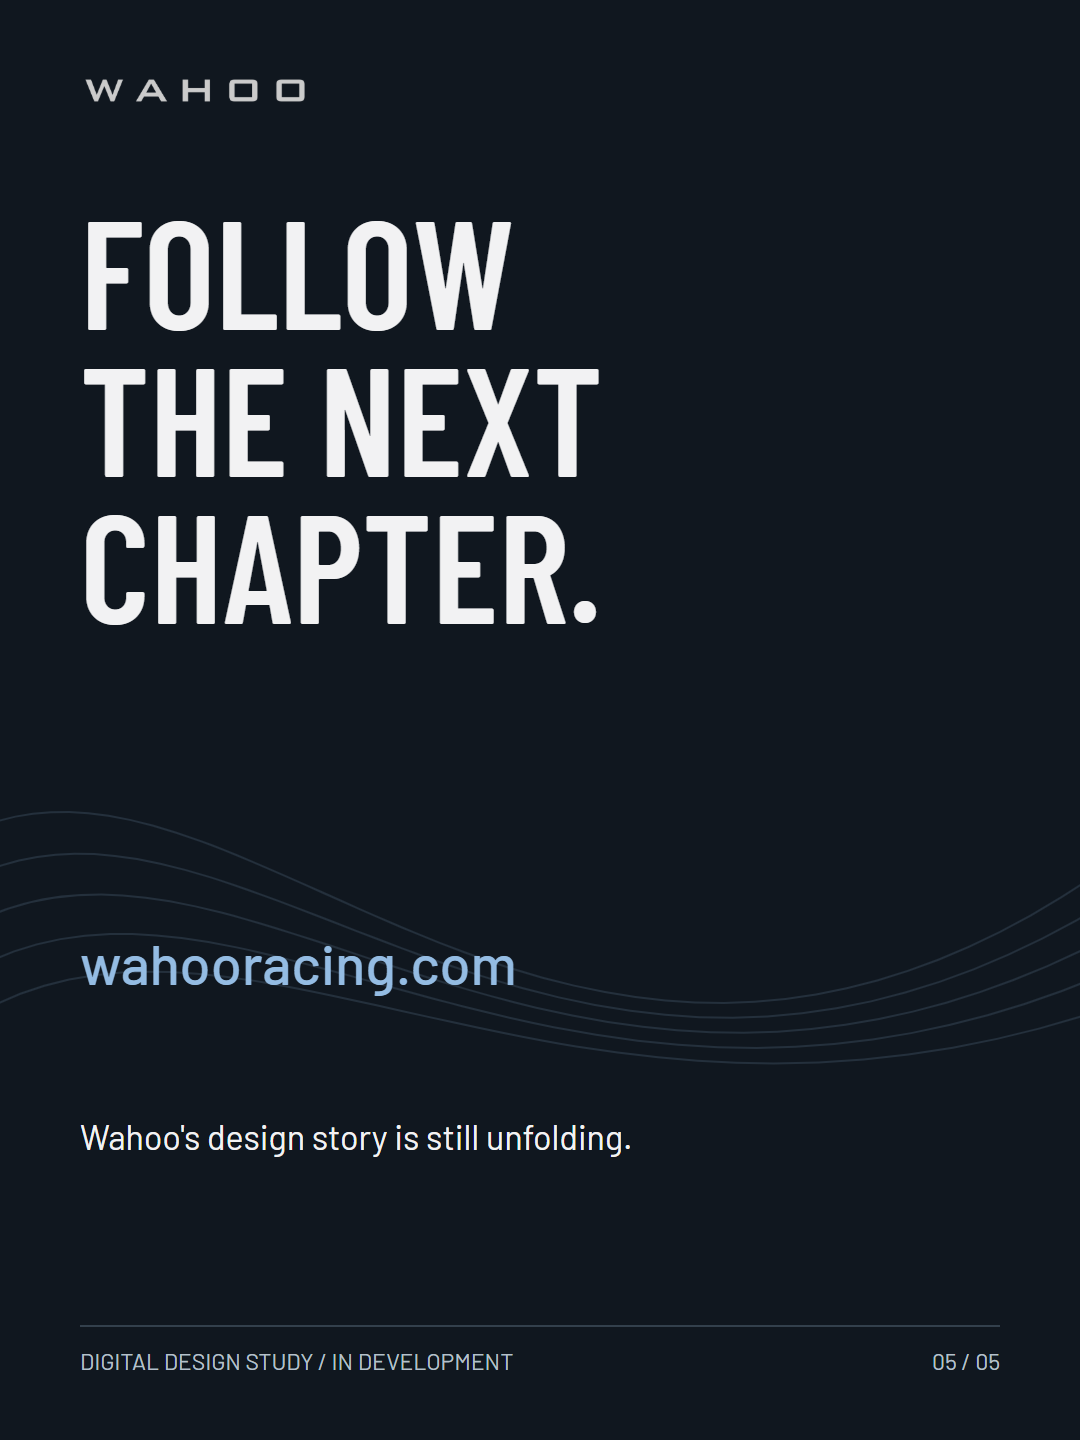 WAHOO
FOLLOW
THE NEXT
CHAPTER.
wahooracing.com
Wahoo's design story is still unfolding.
DIGITAL DESIGN STUDY / IN DEVELOPMENT
05 / 05